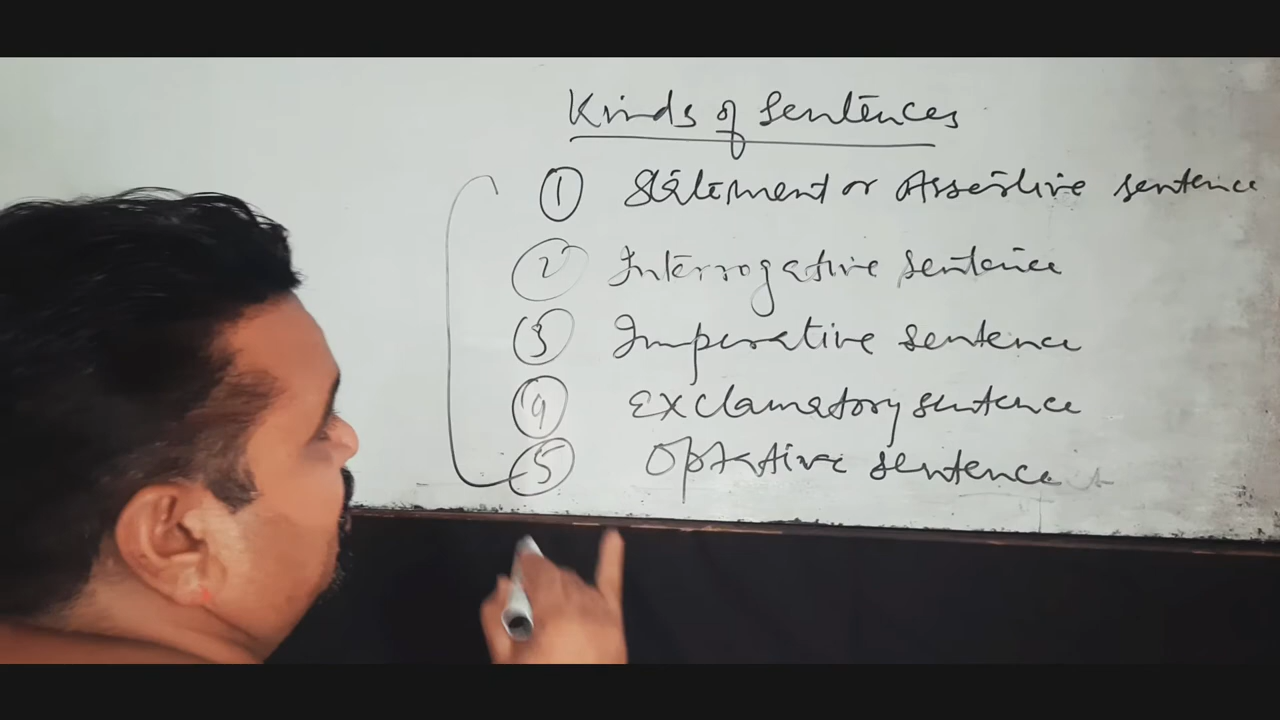 Kinds of Sentences
① Statement or Assertive sentence
② Interrogative sentence
③ Imperative sentence
④ Exclamatory sentence
⑤ Optative sentence